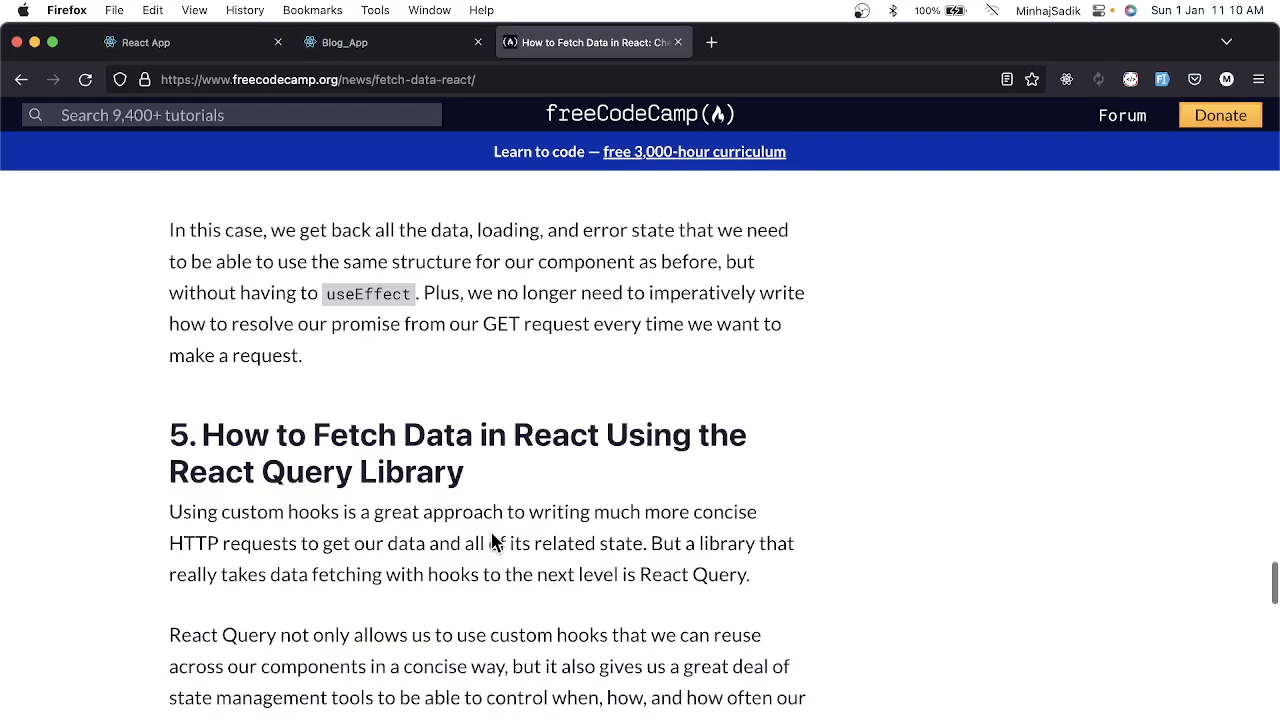 Firefox File Edit View History Bookmarks Tools Window Help 100% MinhajSadik Sun 1 Jan 11 10 AM
React App Blog_App How to Fetch Data in React: Che
https://www.freecodecamp.org/news/fetch-data-react/ M
Search 9,400+ tutorials freeCodeCamp Forum Donate
Learn to code — free 3,000-hour curriculum
In this case, we get back all the data, loading, and error state that we need
to be able to use the same structure for our component as before, but
without having to useEffect. Plus, we no longer need to imperatively write
how to resolve our promise from our GET request every time we want to
make a request.
5. How to Fetch Data in React Using the
React Query Library
Using custom hooks is a great approach to writing much more concise
HTTP requests to get our data and all of its related state. But a library that
really takes data fetching with hooks to the next level is React Query.
React Query not only allows us to use custom hooks that we can reuse
across our components in a concise way, but it also gives us a great deal of
state management tools to be able to control when, how, and how often our